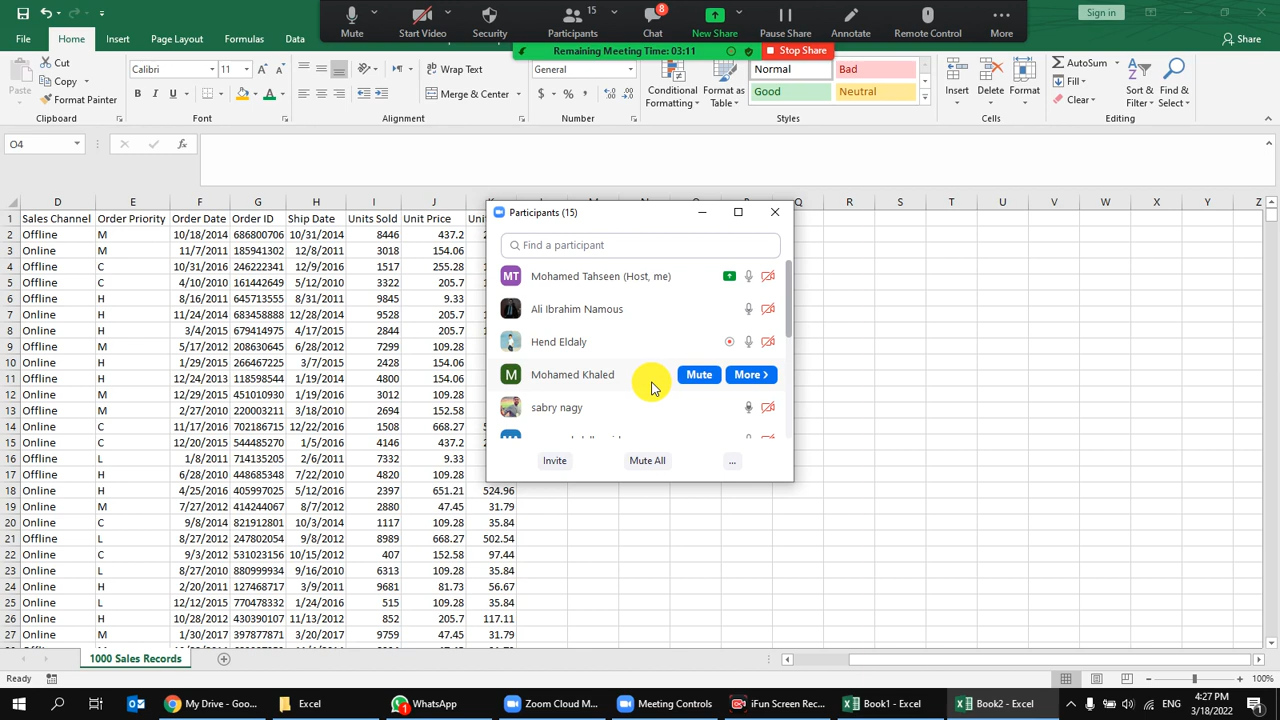 15
8
Mute
Start Video
Security
Participants
Chat
New Share
Pause Share
Annotate
Remote Control
More
Sign in
File
Home
Insert
Page Layout
Formulas
Data
Remaining Meeting Time: 03:11
Stop Share
Share
Paste
Cut
Copy
Format Painter
Clipboard
Calibri
11
B I U
Font
Wrap Text
Merge & Center
Alignment
General
$ % ,
Number
Conditional Formatting
Format as Table
Normal
Bad
Good
Neutral
Styles
Insert
Delete
Format
Cells
AutoSum
Fill
Clear
Sort & Filter
Find & Select
Editing
O4
fx
D E F G H I J R S T U V W X Y Z
1 Sales Channel Order Priority Order Date Order ID Ship Date Units Sold Unit Price
2 Offline M 10/18/2014 686800706 10/31/2014 8446 437.2
3 Online M 11/7/2011 185941302 12/8/2011 3018 154.06
4 Offline C 10/31/2016 246222341 12/9/2016 1517 255.28
5 Offline C 4/10/2010 161442649 5/12/2010 3322 205.7
6 Offline H 8/16/2011 645713555 8/31/2011 9845 9.33
7 Online H 11/24/2014 683458888 12/28/2014 9528 205.7
8 Online H 3/4/2015 679414975 4/17/2015 2844 205.7
9 Offline M 5/17/2012 208630645 6/28/2012 7299 109.28
10 Online H 1/29/2015 266467225 3/7/2015 2428 154.06
11 Offline H 12/24/2013 118598544 1/19/2014 4800 154.06
12 Online M 12/29/2015 451010930 1/19/2016 3012 109.28
13 Offline M 2/27/2010 220003211 3/18/2010 2694 152.58
14 Online C 11/17/2016 702186715 12/22/2016 1508 668.27
15 Online C 12/20/2015 544485270 1/5/2016 4146 437.2
16 Offline L 1/8/2011 714135205 2/6/2011 7332 9.33
17 Offline H 6/28/2010 448685348 7/22/2010 4820 109.28
18 Online H 4/25/2016 405997025 5/12/2016 2397 651.21 524.96
19 Online M 7/27/2012 414244067 8/7/2012 2880 47.45 31.79
20 Online C 9/8/2014 821912801 10/3/2014 1117 109.28 35.84
21 Offline L 8/27/2012 247802054 9/8/2012 8989 668.27 502.54
22 Online C 9/3/2012 531023156 10/15/2012 407 152.58 97.44
23 Online L 8/27/2010 880999934 9/16/2010 6313 109.28 35.84
24 Online H 2/20/2011 127468717 3/9/2011 9681 81.73 56.67
25 Online L 12/12/2015 770478332 1/24/2016 515 109.28 35.84
26 Online H 10/28/2012 430390107 11/13/2012 852 205.7 117.11
27 Online M 1/30/2017 397877871 3/20/2017 9759 47.45 31.79
Participants (15)
Find a participant
MT Mohamed Tahseen (Host, me)
Ali Ibrahim Namous
Hend Eldaly
M Mohamed Khaled Mute More >
sabry nagy
Invite
Mute All
...
1000 Sales Records
Ready
100%
My Drive - Goo...
Excel
WhatsApp
1
Zoom Cloud M...
Meeting Controls
iFun Screen Rec...
Book1 - Excel
Book2 - Excel
ENG
4:27 PM
3/18/2022